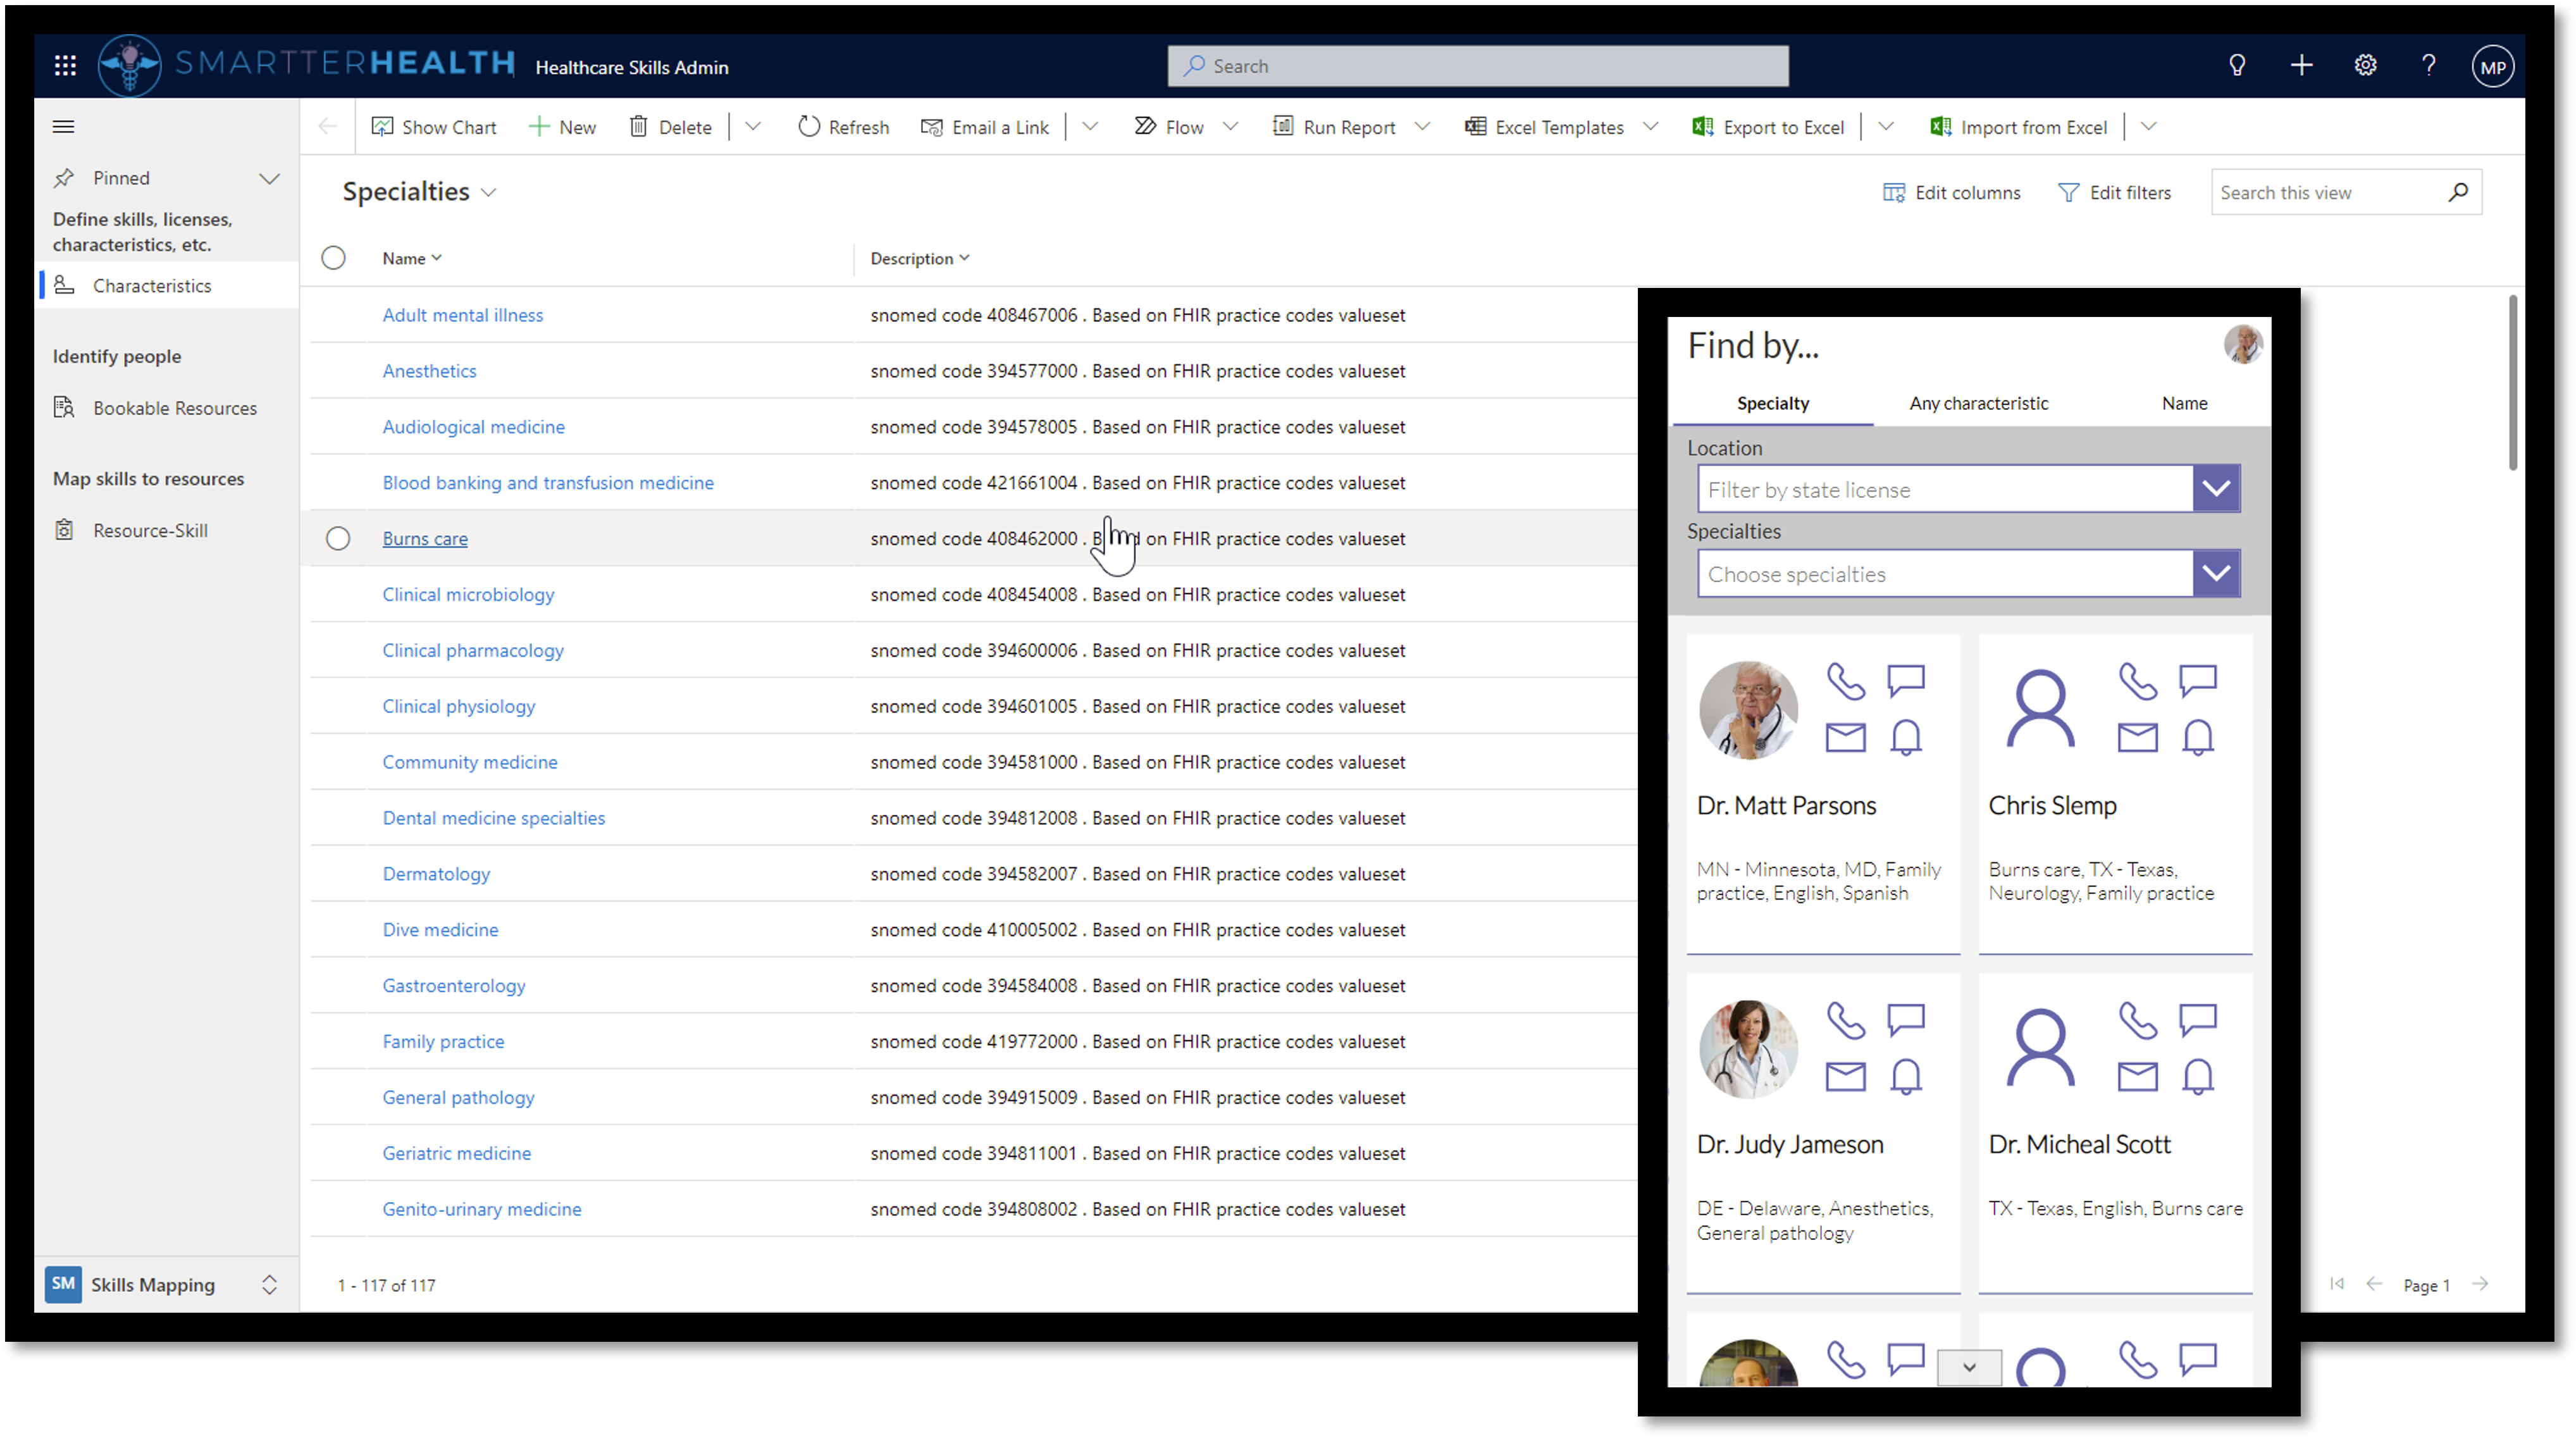 SMARTTERHEALTH Healthcare Skills Admin
Search
MP
Show Chart
New
Delete
Refresh
Email a Link
Flow
Run Report
Excel Templates
Export to Excel
Import from Excel
Pinned
Define skills, licenses,
characteristics, etc.
Characteristics
Identify people
Bookable Resources
Map skills to resources
Resource-Skill
SM Skills Mapping
Specialties
Edit columns
Edit filters
Search this view
Name Description
Adult mental illness snomed code 408467006 . Based on FHIR practice codes valueset
Anesthetics snomed code 394577000 . Based on FHIR practice codes valueset
Audiological medicine snomed code 394578005 . Based on FHIR practice codes valueset
Blood banking and transfusion medicine snomed code 421661004 . Based on FHIR practice codes valueset
Burns care snomed code 408462000 . Based on FHIR practice codes valueset
Clinical microbiology snomed code 408454008 . Based on FHIR practice codes valueset
Clinical pharmacology snomed code 394600006 . Based on FHIR practice codes valueset
Clinical physiology snomed code 394601005 . Based on FHIR practice codes valueset
Community medicine snomed code 394581000 . Based on FHIR practice codes valueset
Dental medicine specialties snomed code 394812008 . Based on FHIR practice codes valueset
Dermatology snomed code 394582007 . Based on FHIR practice codes valueset
Dive medicine snomed code 410005002 . Based on FHIR practice codes valueset
Gastroenterology snomed code 394584008 . Based on FHIR practice codes valueset
Family practice snomed code 419772000 . Based on FHIR practice codes valueset
General pathology snomed code 394915009 . Based on FHIR practice codes valueset
Geriatric medicine snomed code 394811001 . Based on FHIR practice codes valueset
Genito-urinary medicine snomed code 394808002 . Based on FHIR practice codes valueset
1 - 117 of 117
Page 1
Find by...
Specialty Any characteristic Name
Location
Filter by state license
Specialties
Choose specialties
Dr. Matt Parsons
MN - Minnesota, MD, Family
practice, English, Spanish
Chris Slemp
Burns care, TX - Texas,
Neurology, Family practice
Dr. Judy Jameson
DE - Delaware, Anesthetics,
General pathology
Dr. Micheal Scott
TX - Texas, English, Burns care